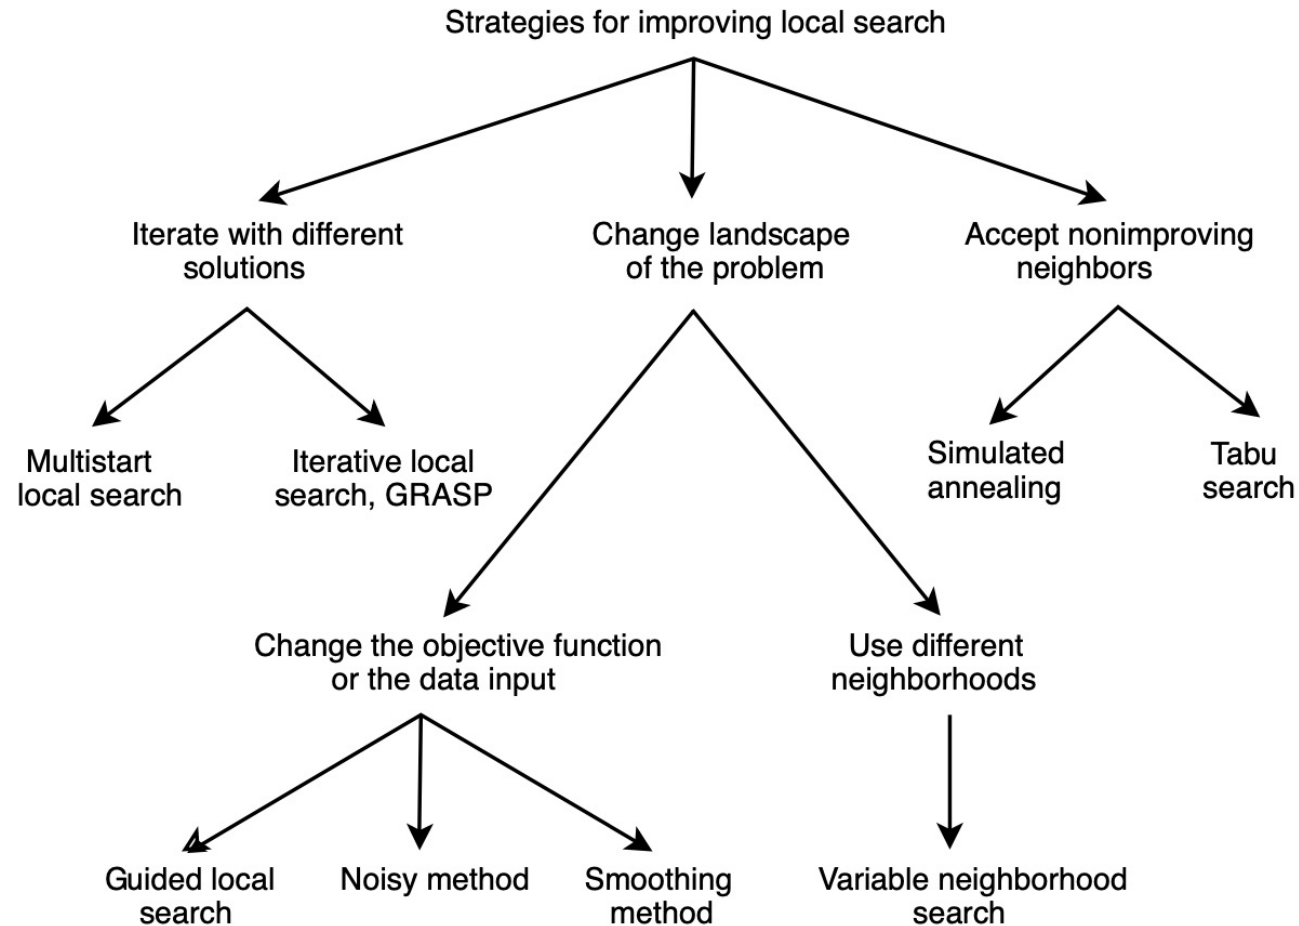 Strategies for improving local search
Iterate with different
solutions
Change landscape
of the problem
Accept nonimproving
neighbors
Multistart
local search
Iterative local
search, GRASP
Simulated
annealing
Tabu
search
Change the objective function
or the data input
Use different
neighborhoods
Guided local
search
Noisy method
Smoothing
method
Variable neighborhood
search